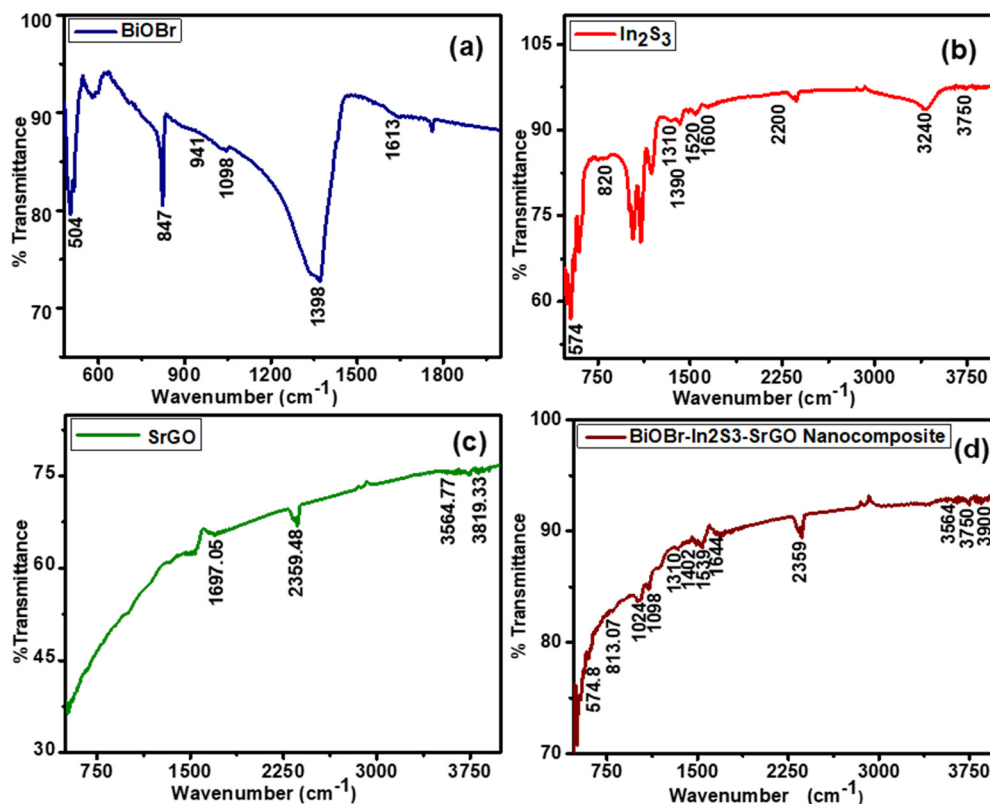 BiOBr
(a)
100
90
80
70
% Transmittance
504
847
941
1098
1398
1613
600 900 1200 1500 1800
Wavenumber (cm-1)
In2S3
(b)
105
90
75
60
% Transmittance
574
820
1310
1390
1520
1600
2200
3240
3750
750 1500 2250 3000 3750
Wavenumber (cm-1)
SrGO
(c)
75
60
45
30
%Transmittance
1697.05
2359.48
3564.77
3819.33
750 1500 2250 3000 3750
Wavenumber (cm-1)
BiOBr-In2S3-SrGO Nanocomposite
(d)
100
90
80
70
% Transmittance
574.8
813.07
1024
1098
1310
1402
1539
1644
2359
3564
3750
3900
750 1500 2250 3000 3750
Wavenumber (cm-1)